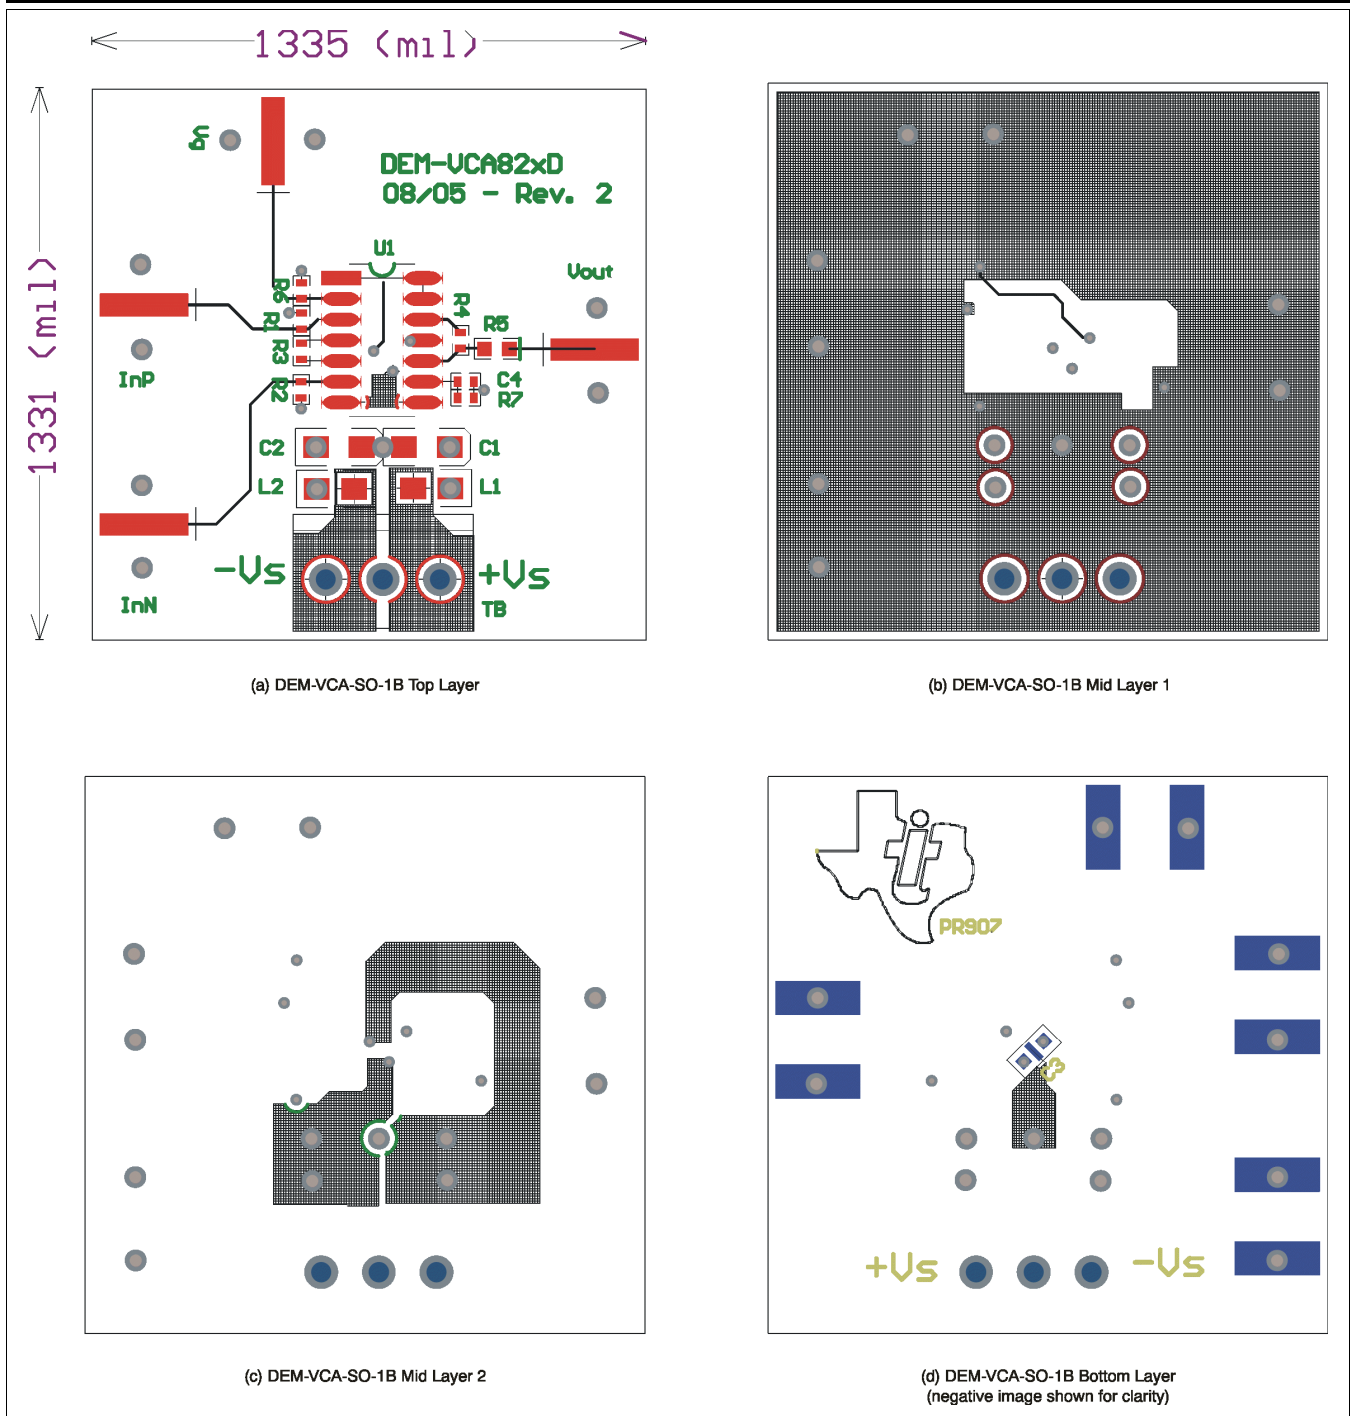 1335 (mil)
1331 (mil)
Vg
DEM-VCA82xD
08/05 - Rev. 2
U1
Vout
R6
R4
R1
R5
R3
InP
R2
C4
R7
C2
C1
L2
L1
-Vs
+Vs
InN
TB
(a) DEM-VCA-SO-1B Top Layer
(b) DEM-VCA-SO-1B Mid Layer 1
PR907
C3
+Vs
-Vs
(c) DEM-VCA-SO-1B Mid Layer 2
(d) DEM-VCA-SO-1B Bottom Layer
(negative image shown for clarity)